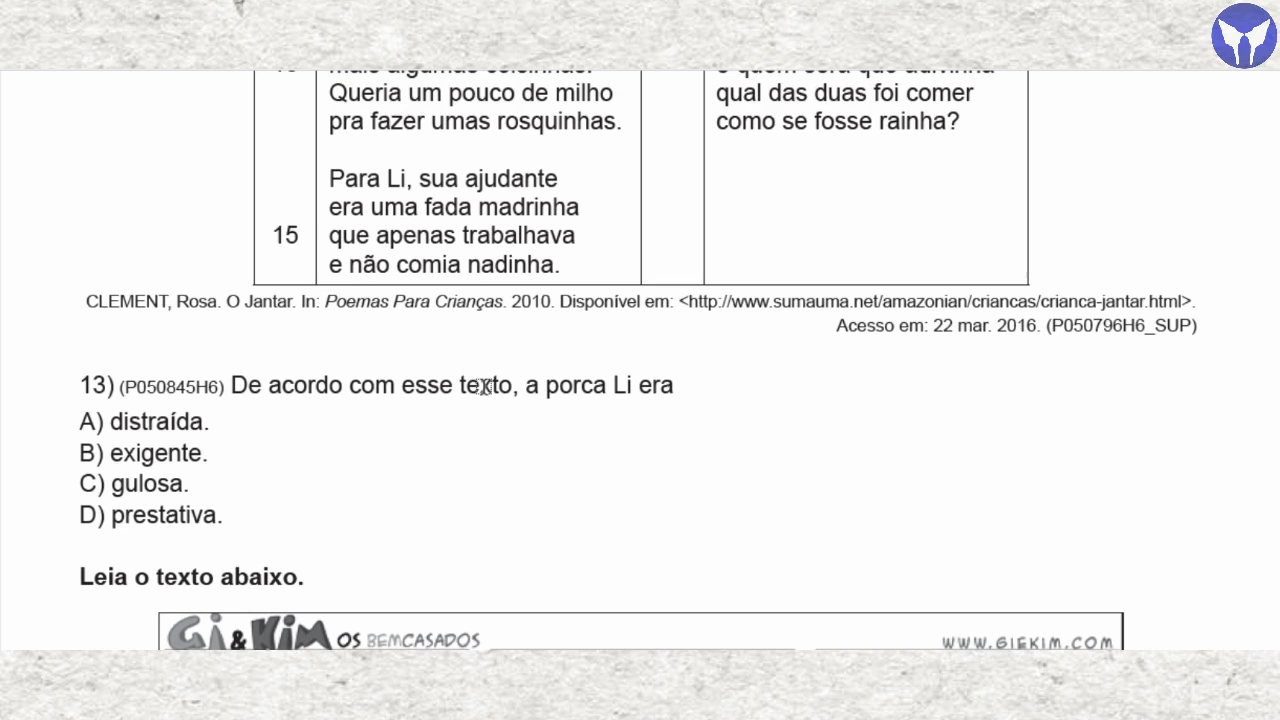 Queria um pouco de milho
pra fazer umas rosquinhas.
Para Li, sua ajudante
era uma fada madrinha
15 que apenas trabalhava
e não comia nadinha.
qual das duas foi comer
como se fosse rainha?
CLEMENT, Rosa. O Jantar. In: Poemas Para Crianças. 2010. Disponível em: <http://www.sumauma.net/amazonian/criancas/crianca-jantar.html>.
Acesso em: 22 mar. 2016. (P050796H6_SUP)
13) (P050845H6) De acordo com esse texto, a porca Li era
A) distraída.
B) exigente.
C) gulosa.
D) prestativa.
Leia o texto abaixo.
Gi & Kim OS BEMCASADOS
WWW.GIEKIM.COM